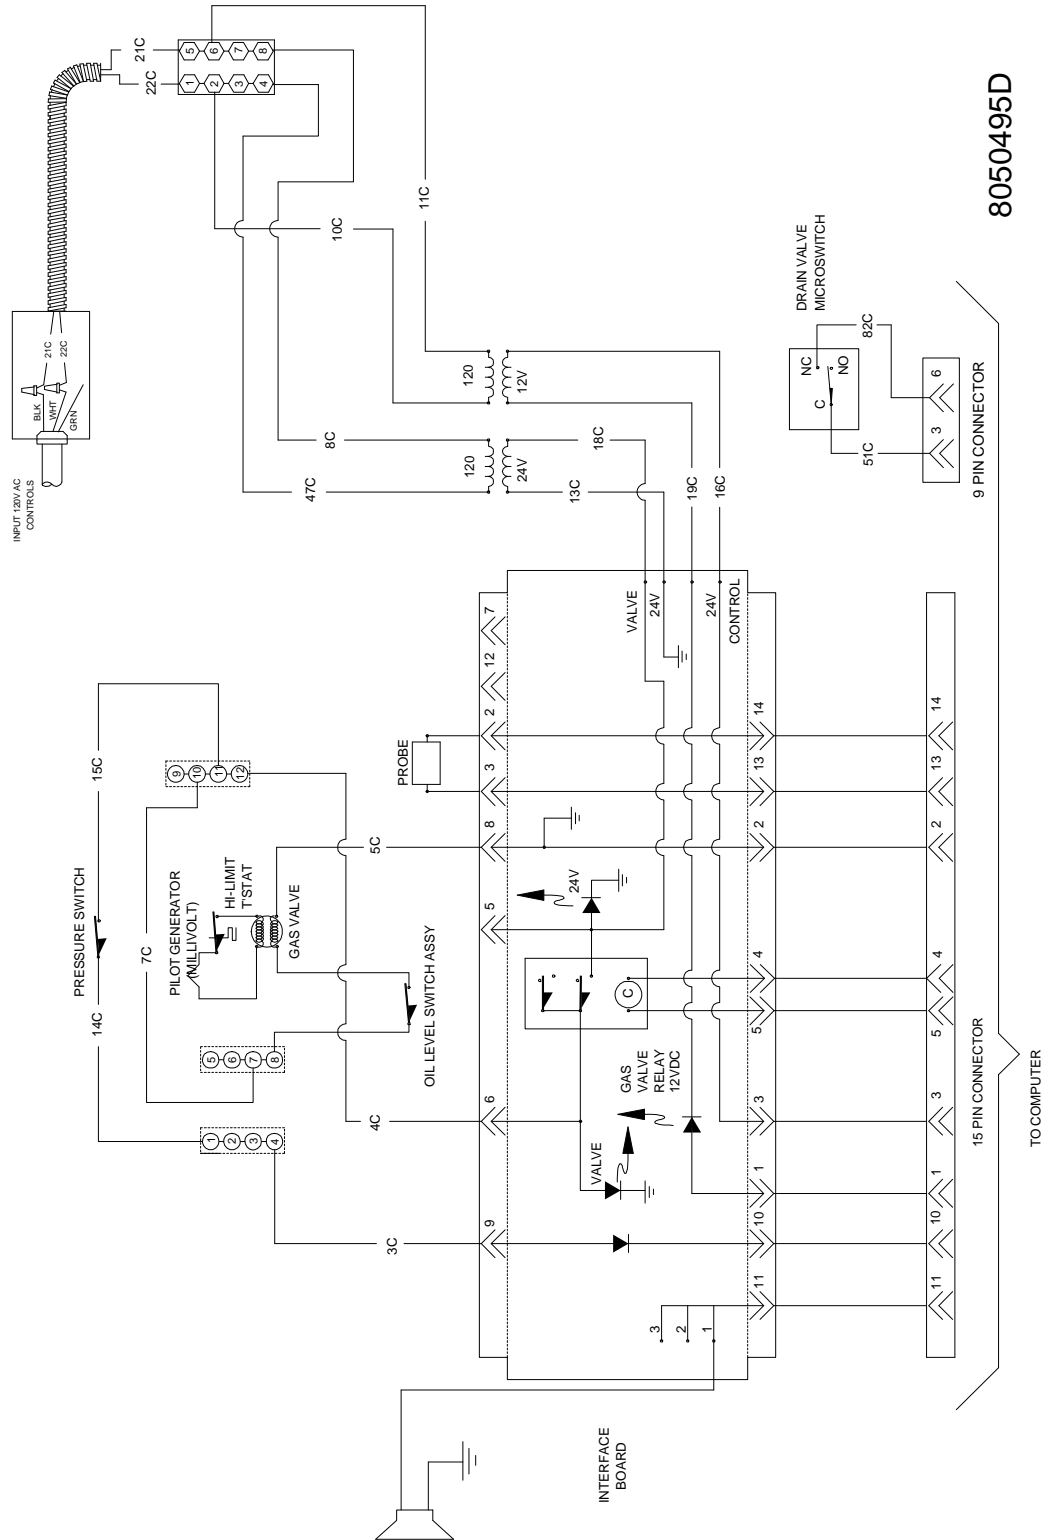 INPUT 120V AC
CONTROLS
BLK
WHT
GRN
21C
22C
21C
22C
5
6
7
8
1
2
3
4
11C
10C
8C
47C
120
12V
120
24V
18C
13C
19C
16C
DRAIN VALVE
MICROSWITCH
NC
NO
C
82C
51C
3
6
9 PIN CONNECTOR
8050495D
PRESSURE SWITCH
15C
14C
7C
9
10
11
12
PILOT GENERATOR
(MILLIVOLT)
HI-LIMIT
T'STAT
GAS VALVE
5
6
7
8
OIL LEVEL SWITCH ASSY
1
2
3
4
5C
4C
3C
PROBE
7
12
2
3
8
5
6
9
VALVE
24V
24V
CONTROL
24V
C
GAS
VALVE
RELAY
12VDC
VALVE
3
2
1
14
13
2
4
5
3
1
10
11
14
13
2
4
5
3
1
10
11
15 PIN CONNECTOR
TO COMPUTER
INTERFACE
BOARD